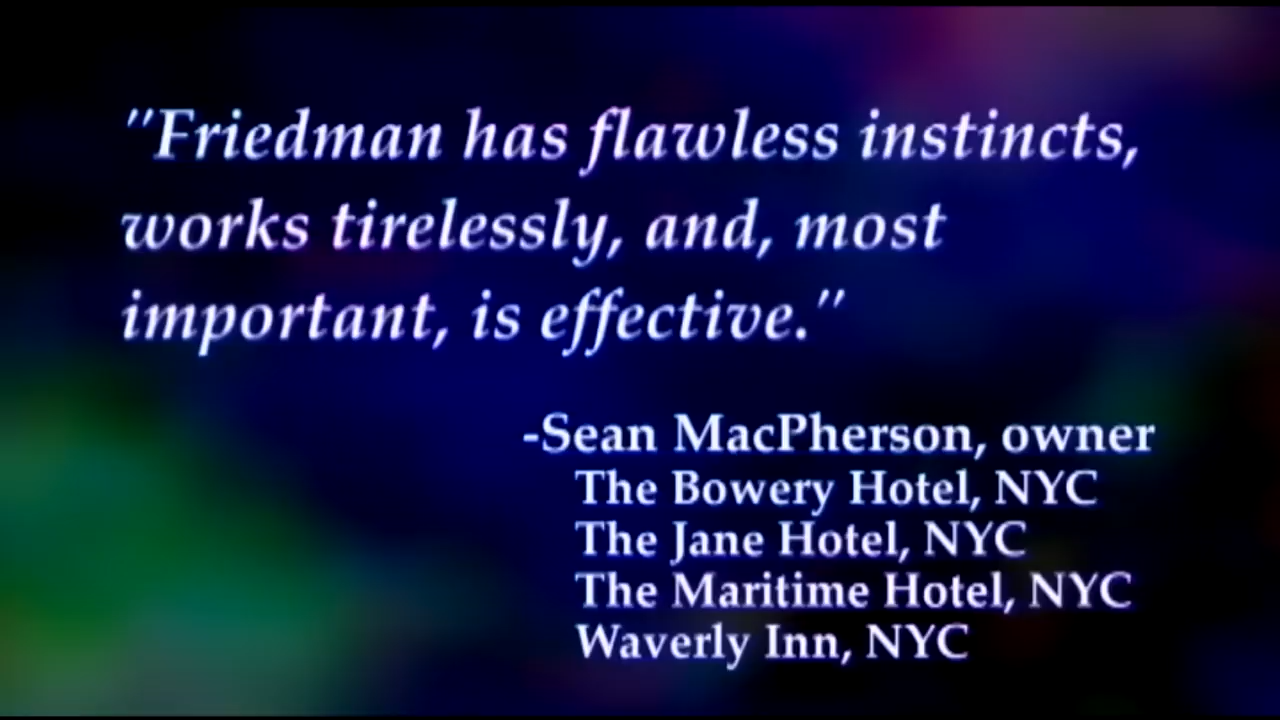 "Friedman has flawless instincts,
works tirelessly, and, most
important, is effective."
-Sean MacPherson, owner
The Bowery Hotel, NYC
The Jane Hotel, NYC
The Maritime Hotel, NYC
Waverly Inn, NYC